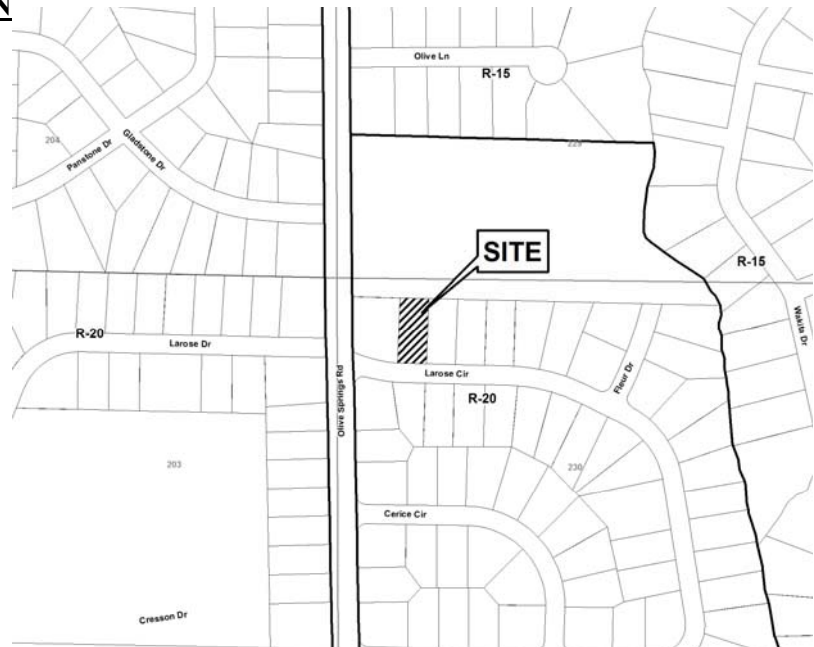 N
Olive Ln
R-15
204
Gladstone Dr
Panstone Dr
229
SITE
R-15
R-20
Larose Dr
Wakita Dr
Larose Cir
Fleur Dr
Olive Springs Rd
R-20
203
230
Cerice Cir
Cresson Dr